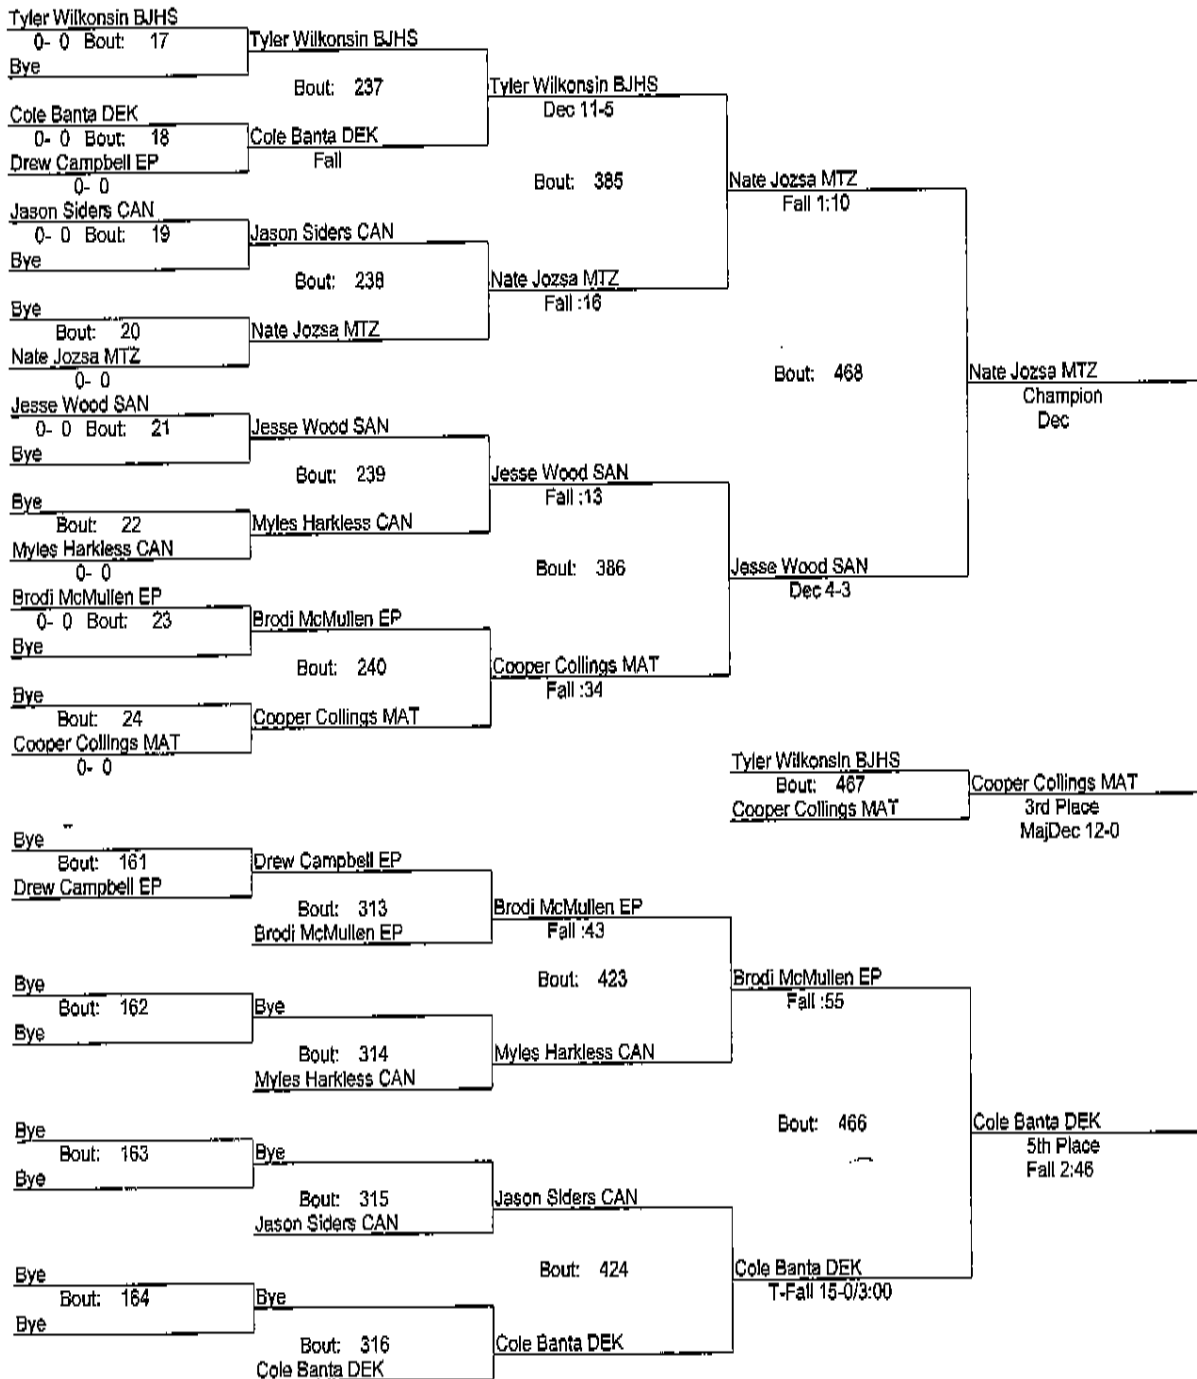 Tyler Wilkonsin BJHS
0- 0 Bout: 17
Bye
Tyler Wilkonsin BJHS
Bout: 237
Cole Banta DEK
0- 0 Bout: 18
Drew Campbell EP
0- 0
Cole Banta DEK
Fall
Tyler Wilkonsin BJHS
Dec 11-5
Bout: 385
Jason Siders CAN
0- 0 Bout: 19
Bye
Jason Siders CAN
Bout: 238
Bye
Bout: 20
Nate Jozsa MTZ
0- 0
Nate Jozsa MTZ
Nate Jozsa MTZ
Fall :16
Nate Jozsa MTZ
Fall 1:10
Bout: 468
Nate Jozsa MTZ
Champion
Dec
Jesse Wood SAN
0- 0 Bout: 21
Bye
Jesse Wood SAN
Bout: 239
Bye
Bout: 22
Myles Harkless CAN
0- 0
Myles Harkless CAN
Jesse Wood SAN
Fall :13
Bout: 386
Jesse Wood SAN
Dec 4-3
Brodi McMullen EP
0- 0 Bout: 23
Bye
Brodi McMullen EP
Bout: 240
Bye
Bout: 24
Cooper Collings MAT
0- 0
Cooper Collings MAT
Cooper Collings MAT
Fall :34
Tyler Wilkonsin BJHS
Bout: 467
Cooper Collings MAT
Cooper Collings MAT
3rd Place
MajDec 12-0
Bye
Bout: 161
Drew Campbell EP
Drew Campbell EP
Bout: 313
Brodi McMullen EP
Brodi McMullen EP
Fall :43
Bout: 423
Bye
Bout: 162
Bye
Bye
Bout: 314
Myles Harkless CAN
Myles Harkless CAN
Brodi McMullen EP
Fall :55
Bout: 466
Cole Banta DEK
5th Place
Fall 2:46
Bye
Bout: 163
Bye
Bye
Bout: 315
Jason Siders CAN
Jason Siders CAN
Bout: 424
Cole Banta DEK
T-Fall 15-0/3:00
Bye
Bout: 164
Bye
Bye
Bout: 316
Cole Banta DEK
Cole Banta DEK